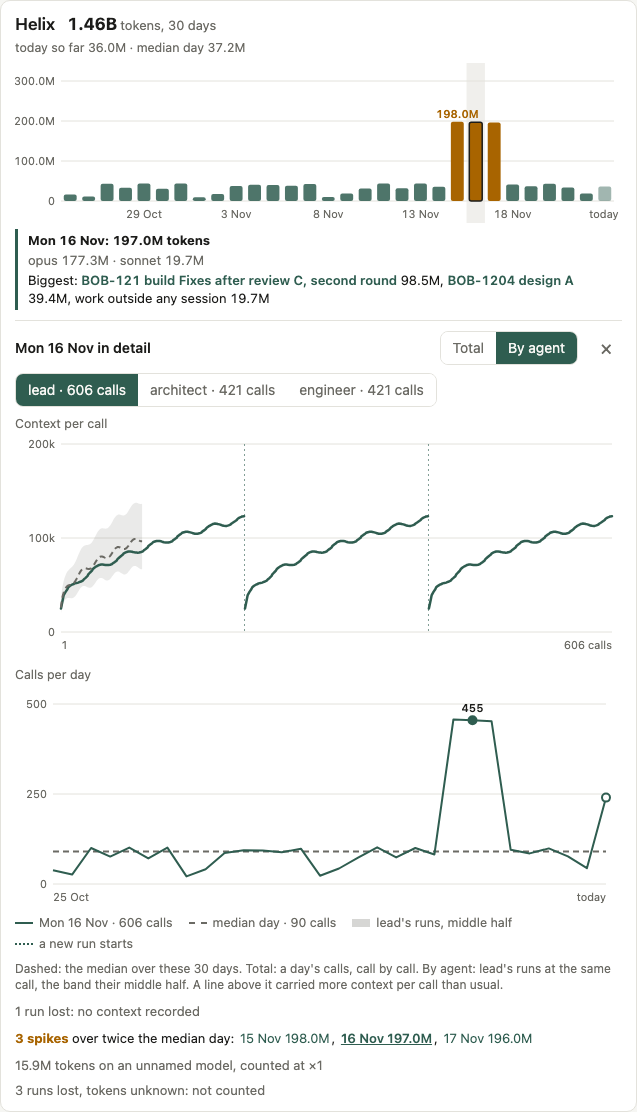 Helix 1.46B tokens, 30 days
today so far 36.0M · median day 37.2M
300.0M
200.0M
198.0M
100.0M
0
29 Oct 3 Nov 8 Nov 13 Nov 18 Nov today
Mon 16 Nov: 197.0M tokens
opus 177.3M · sonnet 19.7M
Biggest: BOB-121 build Fixes after review C, second round 98.5M, BOB-1204 design A
39.4M, work outside any session 19.7M
Mon 16 Nov in detail
Total By agent ×
lead · 606 calls architect · 421 calls engineer · 421 calls
Context per call
200k
100k
0
1 606 calls
Calls per day
500
455
250
0
25 Oct today
Mon 16 Nov · 606 calls median day · 90 calls lead's runs, middle half
a new run starts
Dashed: the median over these 30 days. Total: a day's calls, call by call. By agent: lead's runs at the same
call, the band their middle half. A line above it carried more context per call than usual.
1 run lost: no context recorded
3 spikes over twice the median day: 15 Nov 198.0M, 16 Nov 197.0M, 17 Nov 196.0M
15.9M tokens on an unnamed model, counted at ×1
3 runs lost, tokens unknown: not counted